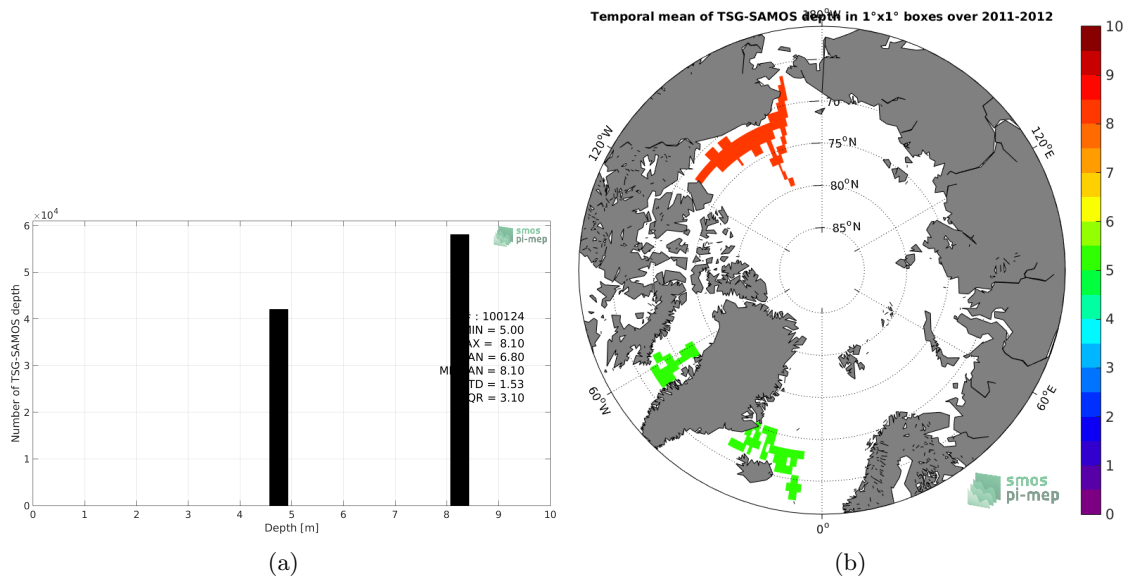 Temporal mean of TSG-SAMOS depth in 1°x1° boxes over 2011-2012
180°W
×10⁴
6
5
4
3
2
1
0
Number of TSG-SAMOS depth
smos
pi-mep
: 100124
MIN = 5.00
AX = 8.10
AN = 6.80
AN = 8.10
TD = 1.53
QR = 3.10
0 1 2 3 4 5 6 7 8 9 10
Depth [m]
(a)
120°W
120°E
70
75°N
80°N
85°N
60°W
60°E
0°
smos
pi-mep
10
9
8
7
6
5
4
3
2
1
0
(b)